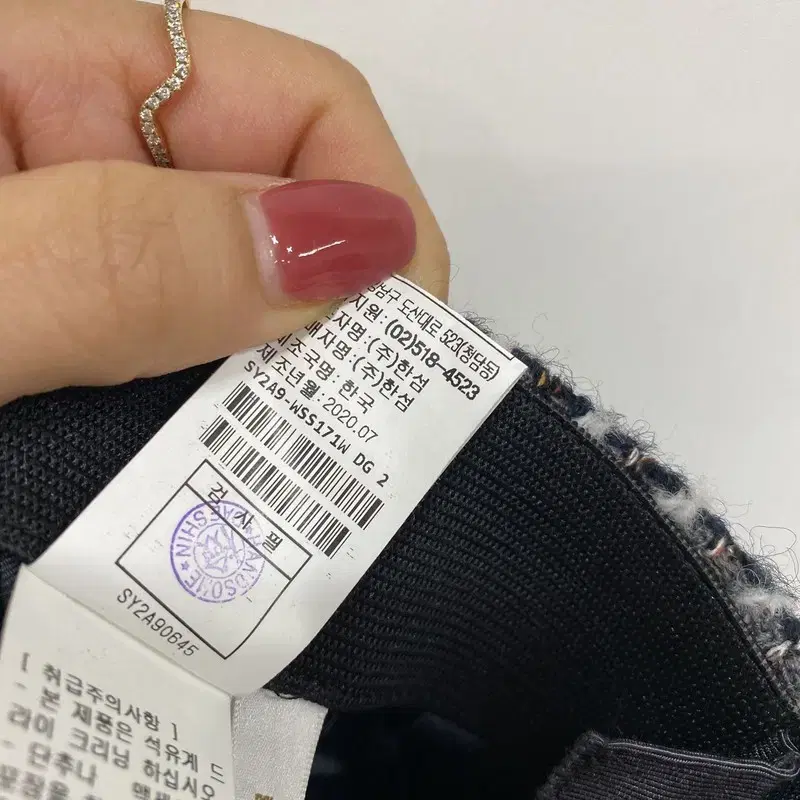 강남구 도산대로 523(청담동)
지원 : (02)518-4523
자명 : (주)한섬
매자명 : (주)한섬
제조국명 : 한국
제조년월 : 2020.07
SY2A9-WSS171W DG 2
검 사 필
SY2A90645
[ 취급주의사항 ]
- 본 제품은 석유계 드
라이 크리닝 하십시오
- 단추나